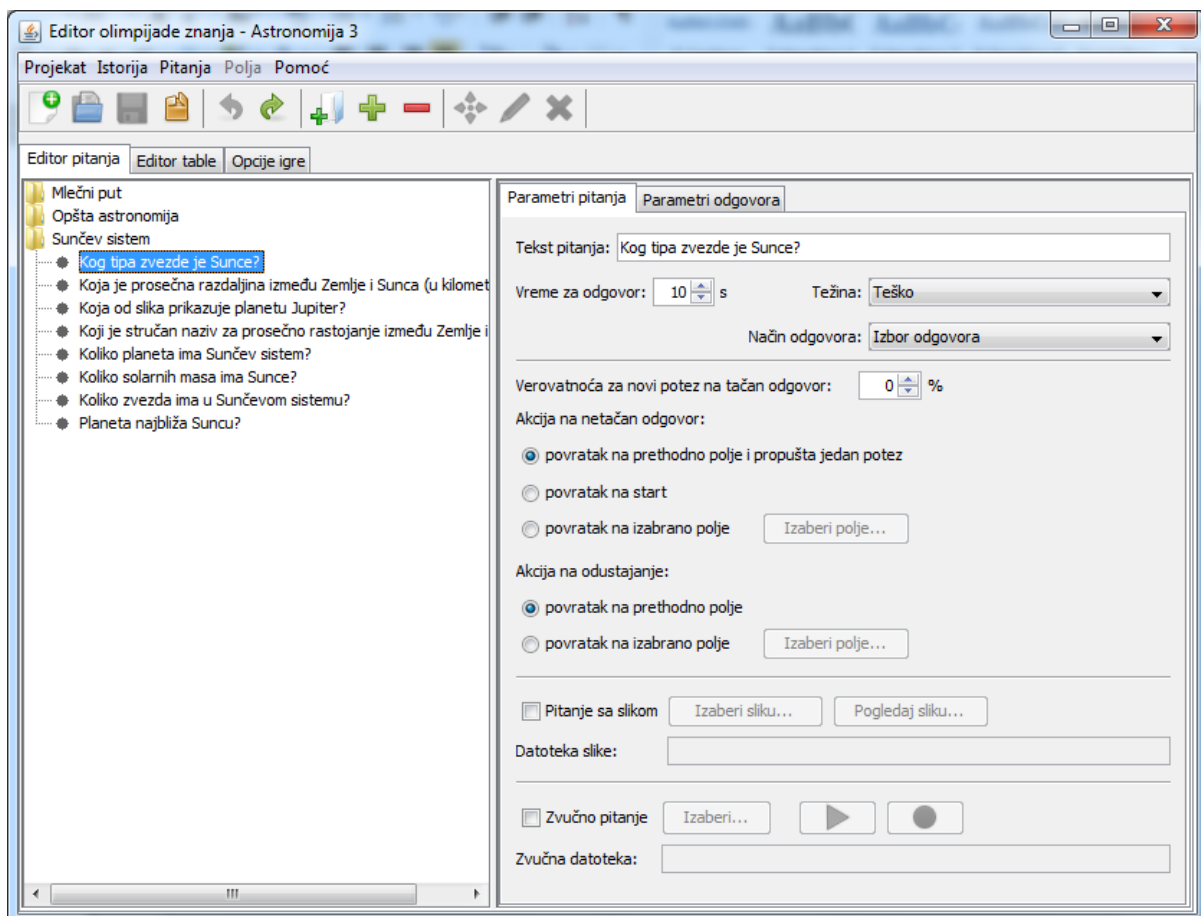 Editor olimpijade znanja - Astronomija 3
Projekat Istorija Pitanja Polja Pomoć
Editor pitanja Editor table Opcije igre
Mlečni put
Opšta astronomija
Sunčev sistem
Kog tipa zvezde je Sunce?
Koja je prosečna razdaljina između Zemlje i Sunca (u kilomet
Koja od slika prikazuje planetu Jupiter?
Koji je stručan naziv za prosečno rastojanje između Zemlje i
Koliko planeta ima Sunčev sistem?
Koliko solarnih masa ima Sunce?
Koliko zvezda ima u Sunčevom sistemu?
Planeta najbliža Suncu?
Parametri pitanja Parametri odgovora
Tekst pitanja: Kog tipa zvezde je Sunce?
Vreme za odgovor: 10 s Težina: Teško
Način odgovora: Izbor odgovora
Verovatnoća za novi potez na tačan odgovor: 0 %
Akcija na netačan odgovor:
povratak na prethodno polje i propušta jedan potez
povratak na start
povratak na izabrano polje Izaberi polje...
Akcija na odustajanje:
povratak na prethodno polje
povratak na izabrano polje Izaberi polje...
Pitanje sa slikom Izaberi sliku... Pogledaj sliku...
Datoteka slike:
Zvučno pitanje Izaberi...
Zvučna datoteka: